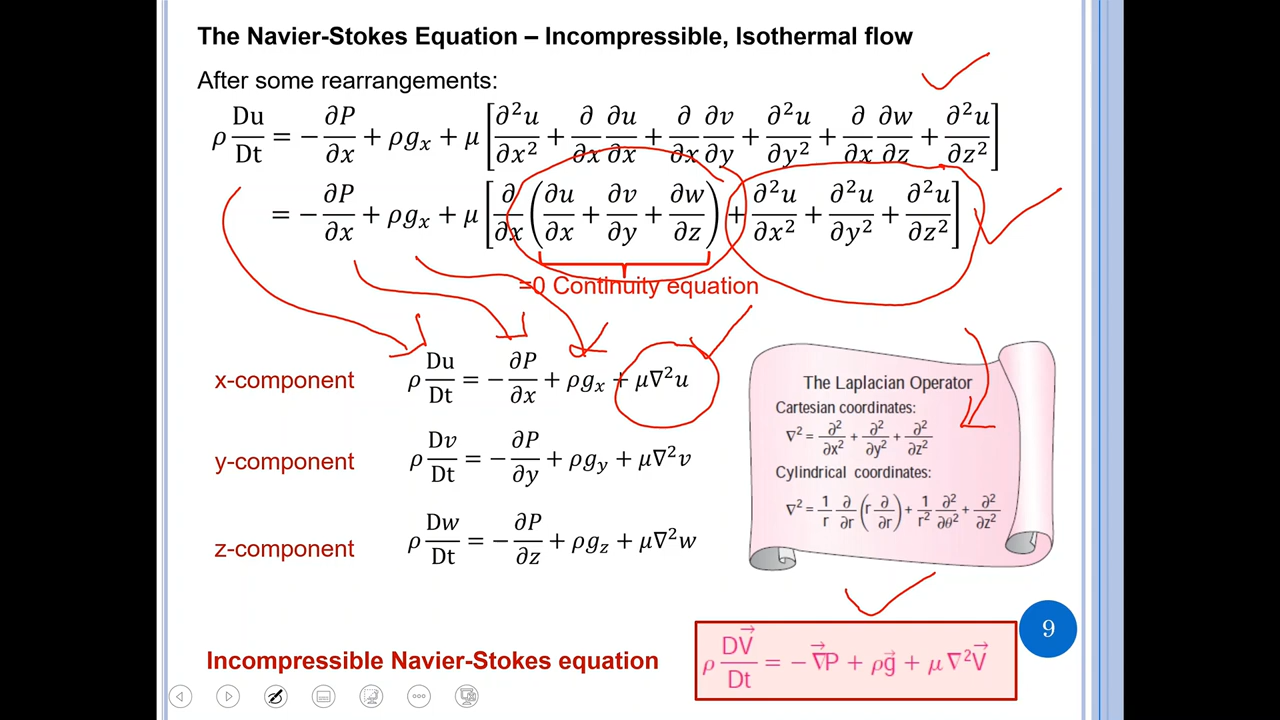 The Navier-Stokes Equation – Incompressible, Isothermal flow
After some rearrangements:
ρ Du/Dt = −∂P/∂x + ρgₓ + μ [∂²u/∂x² + ∂/∂x ∂u/∂x + ∂/∂x ∂v/∂y + ∂²u/∂y² + ∂/∂x ∂w/∂z + ∂²u/∂z²]
= −∂P/∂x + ρgₓ + μ [∂/∂x (∂u/∂x + ∂v/∂y + ∂w/∂z) + ∂²u/∂x² + ∂²u/∂y² + ∂²u/∂z²]
=0 Continuity equation
x-component ρ Du/Dt = −∂P/∂x + ρgₓ + μ∇²u
y-component ρ Dv/Dt = −∂P/∂y + ρg_y + μ∇²v
z-component ρ Dw/Dt = −∂P/∂z + ρg_z + μ∇²w
The Laplacian Operator
Cartesian coordinates:
∇² = ∂²/∂x² + ∂²/∂y² + ∂²/∂z²
Cylindrical coordinates:
∇² = 1/r ∂/∂r (r ∂/∂r) + 1/r² ∂²/∂θ² + ∂²/∂z²
9
Incompressible Navier-Stokes equation
ρ DV⃗/Dt = −∇⃗P + ρg⃗ + μ∇²V⃗